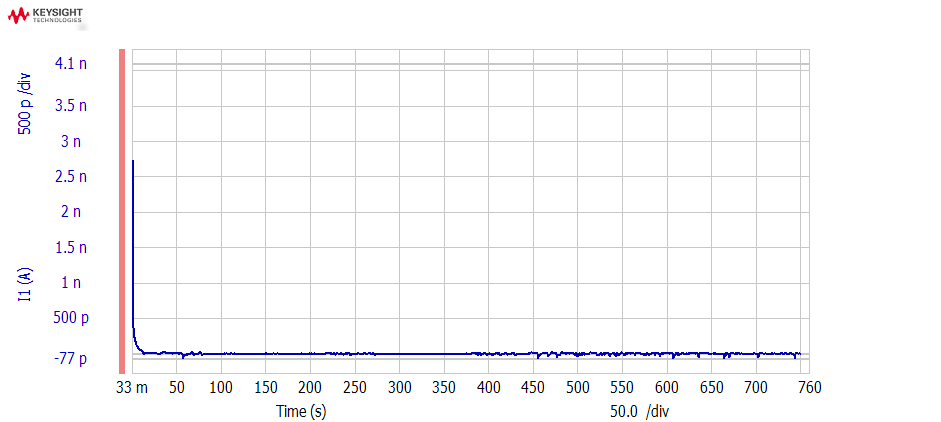 KEYSIGHT
TECHNOLOGIES
500 p /div
I1 (A)
4.1 n
3.5 n
3 n
2.5 n
2 n
1.5 n
1 n
500 p
-77 p
33 m 50 100 150 200 250 300 350 400 450 500 550 600 650 700 760
Time (s) 50.0 /div